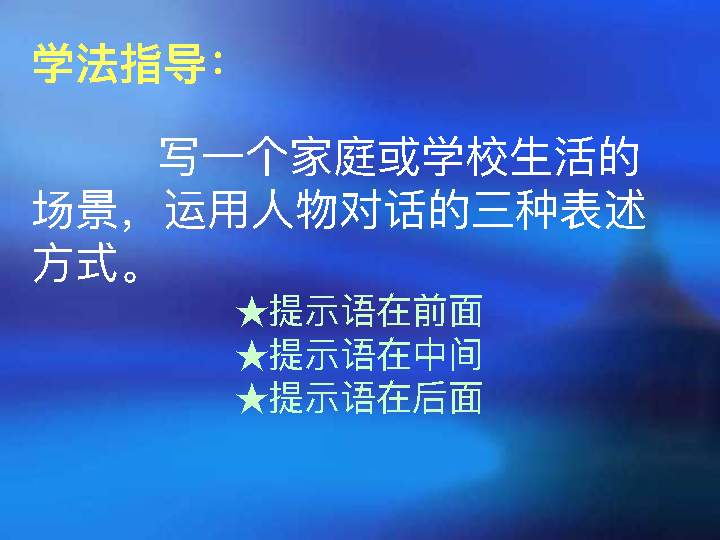 学法指导：
写一个家庭或学校生活的
场景，运用人物对话的三种表述
方式。
★提示语在前面
★提示语在中间
★提示语在后面